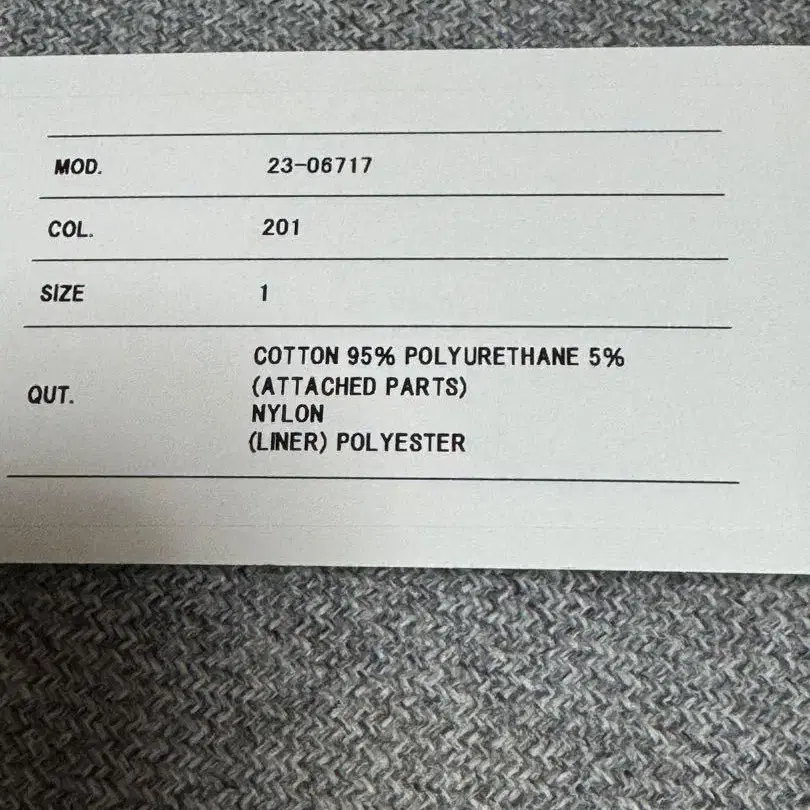 MOD. 23-06717
COL. 201
SIZE 1
QUT. COTTON 95% POLYURETHANE 5%
(ATTACHED PARTS)
NYLON
(LINER) POLYESTER